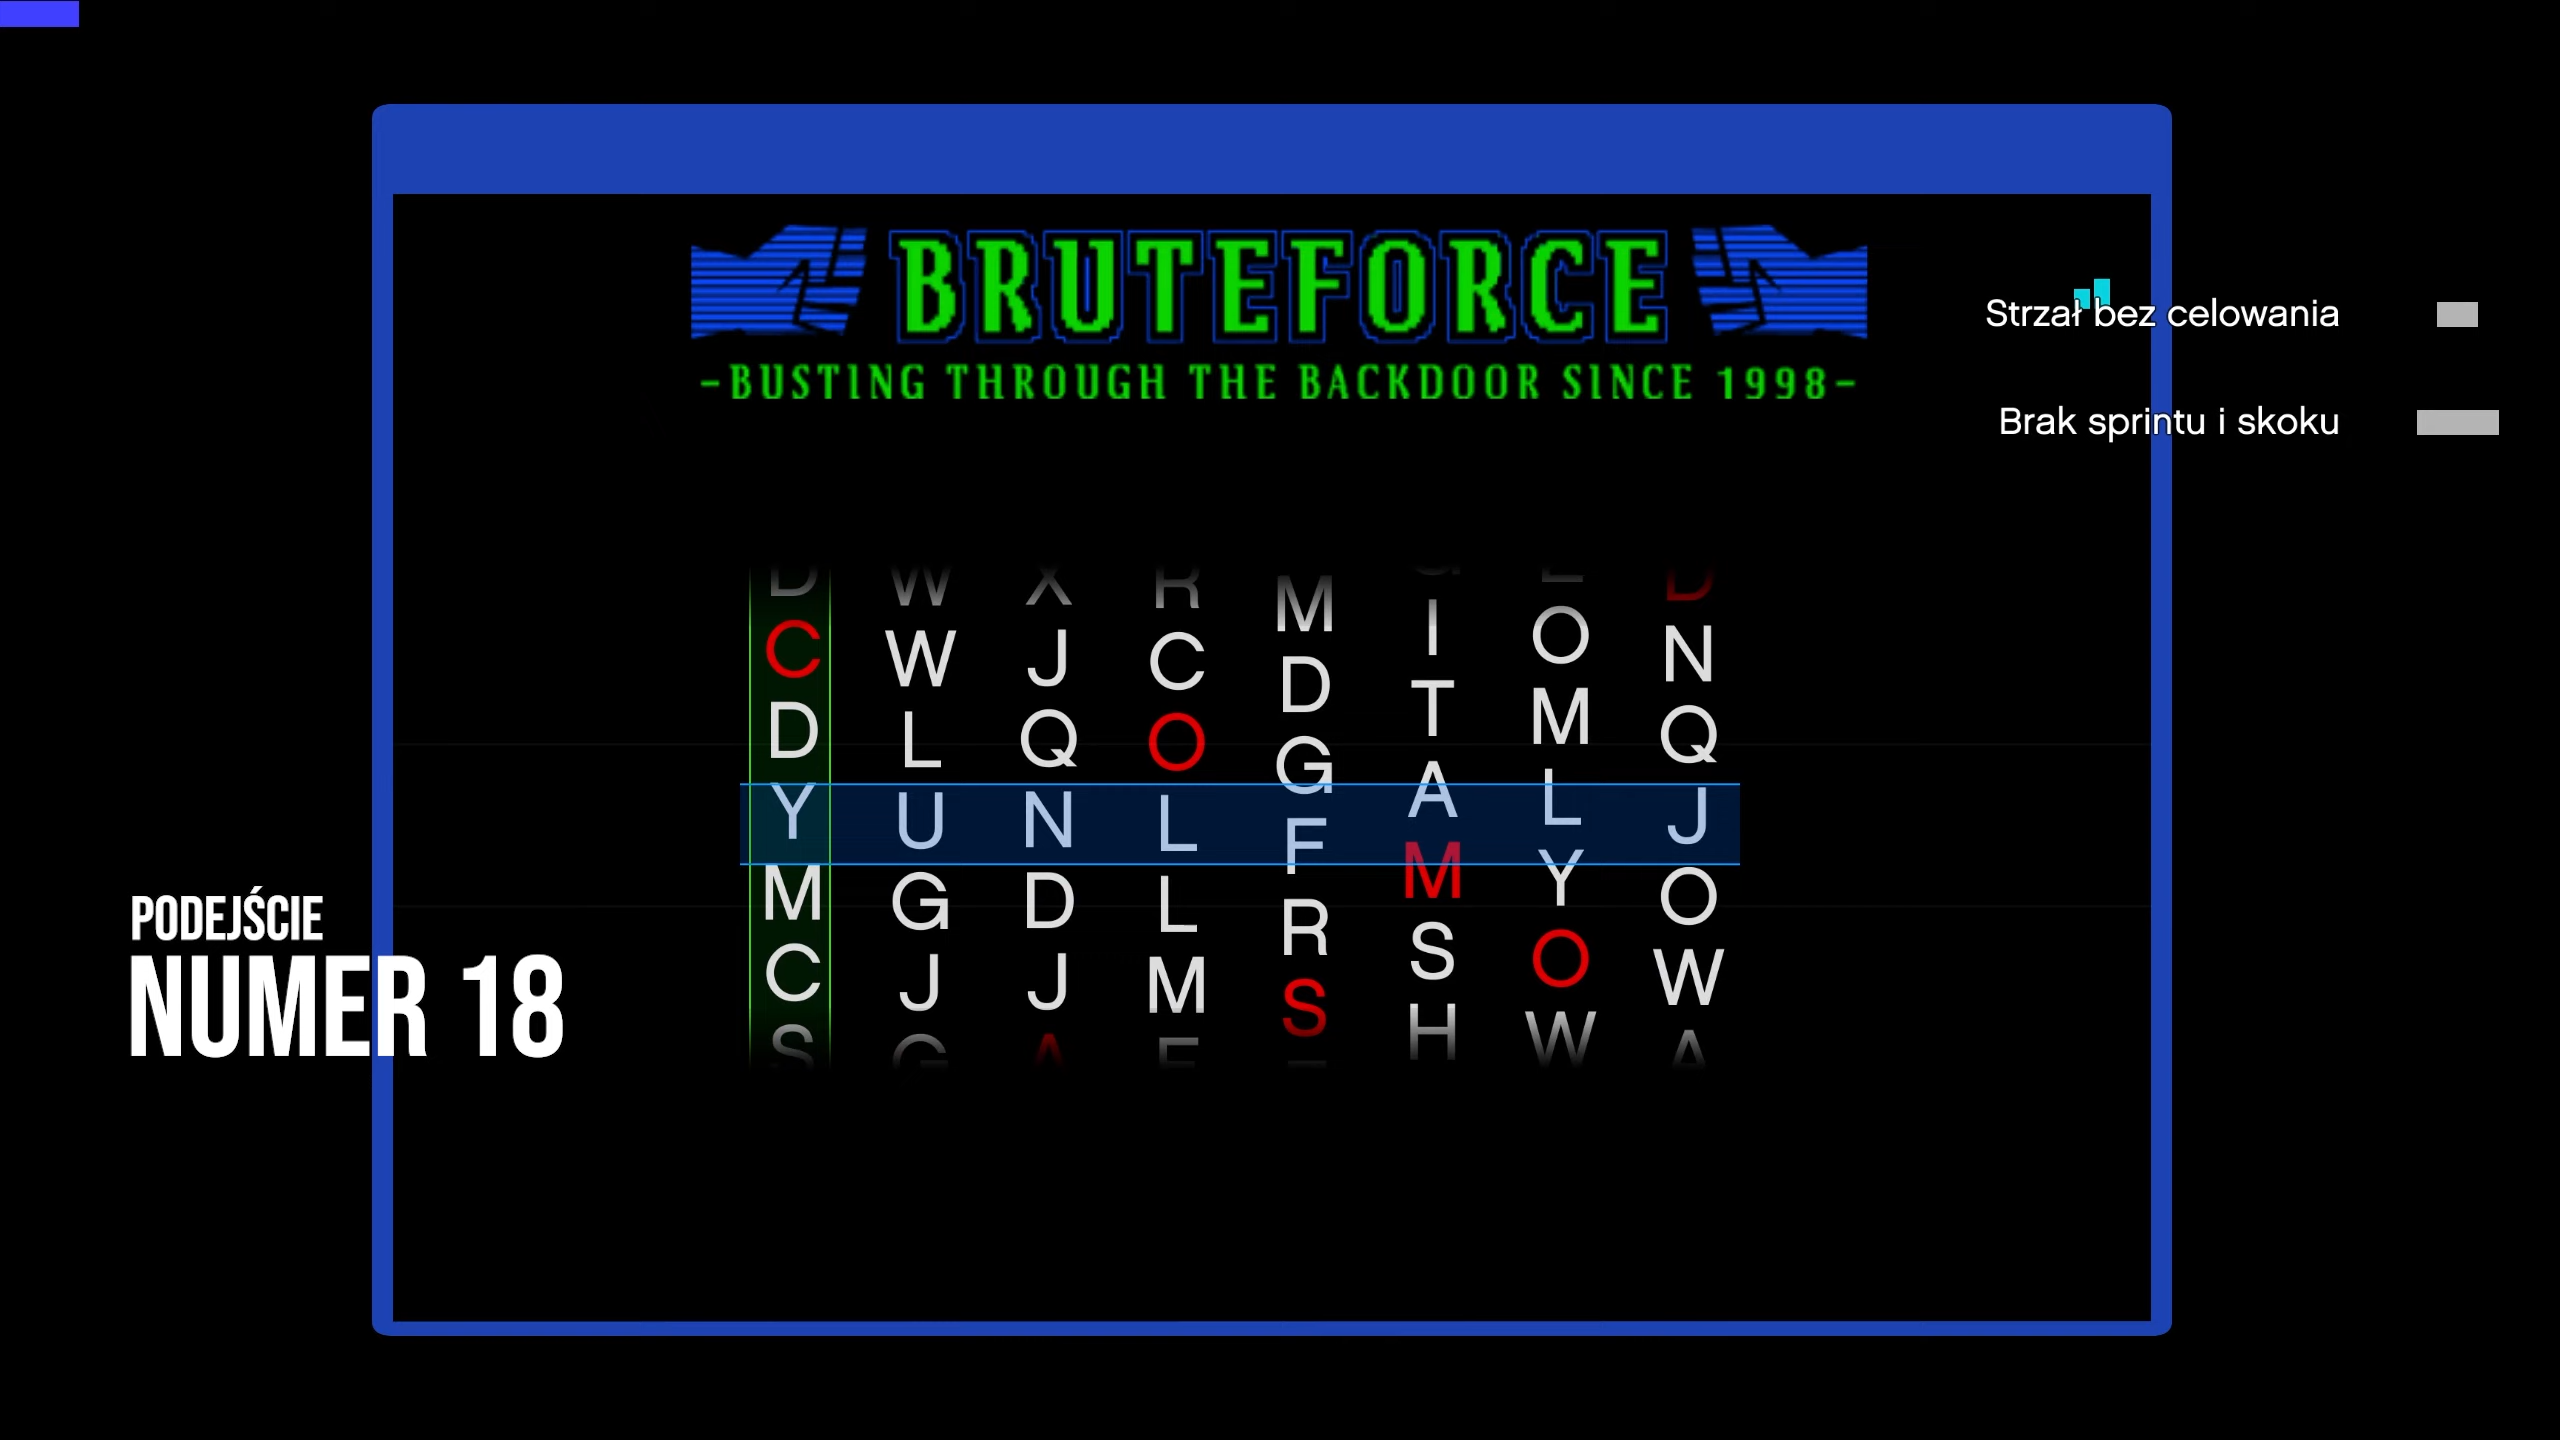 BRUTEFORCE
-BUSTING THROUGH THE BACKDOOR SINCE 1998-
Strzał bez celowania
Brak sprintu i skoku
D W X R M I O D
C W J C D T M N
D L Q O G A L Q
Y U N L F M Y J
M G D L R S O O
C J J M S H W W
S G A A
PODEJŚCIE
NUMER 18